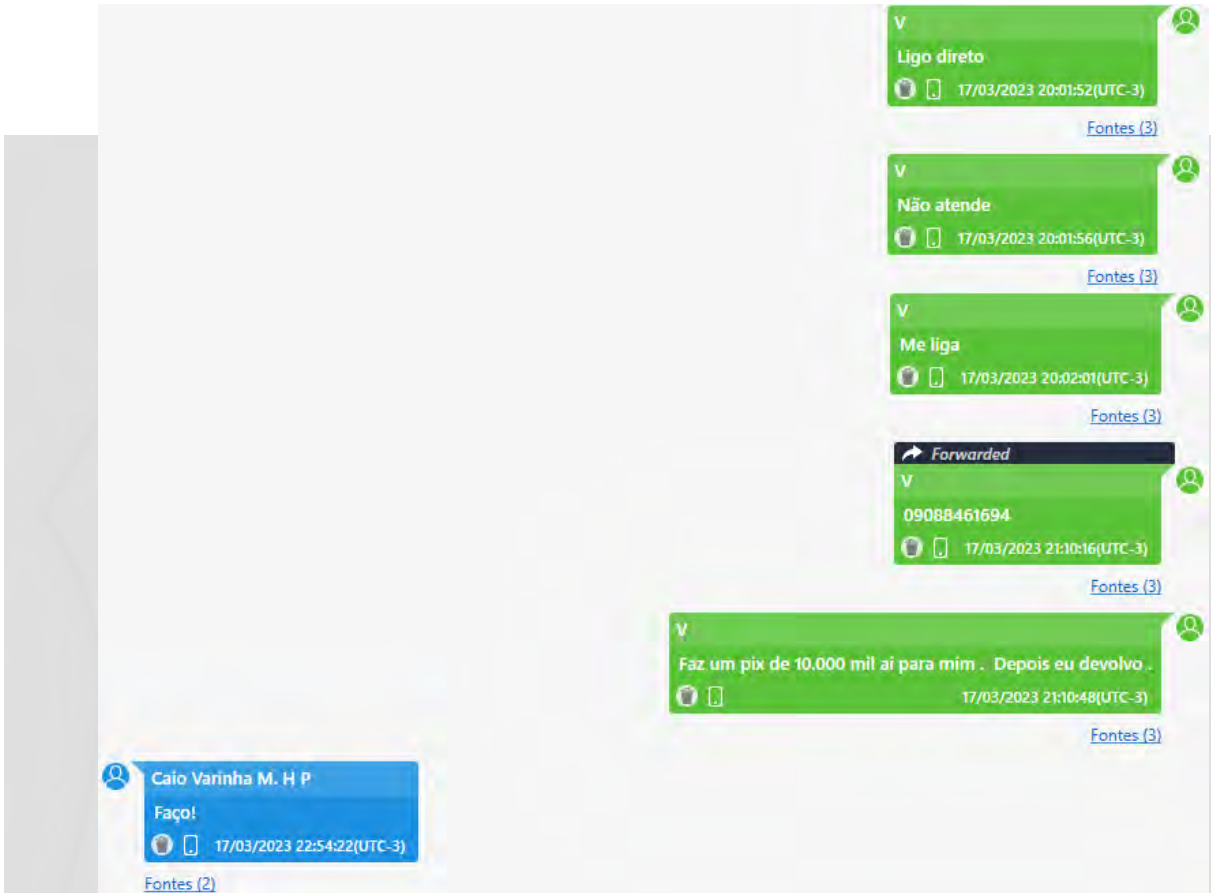 V
Ligo direto
17/03/2023 20:01:52(UTC-3)
Fontes (3)
V
Não atende
17/03/2023 20:01:56(UTC-3)
Fontes (3)
V
Me liga
17/03/2023 20:02:01(UTC-3)
Fontes (3)
Forwarded
V
09088461694
17/03/2023 21:10:16(UTC-3)
Fontes (3)
V
Faz um pix de 10.000 mil ai para mim . Depois eu devolvo .
17/03/2023 21:10:48(UTC-3)
Fontes (3)
Caio Varinha M. H P
Faço!
17/03/2023 22:54:22(UTC-3)
Fontes (2)